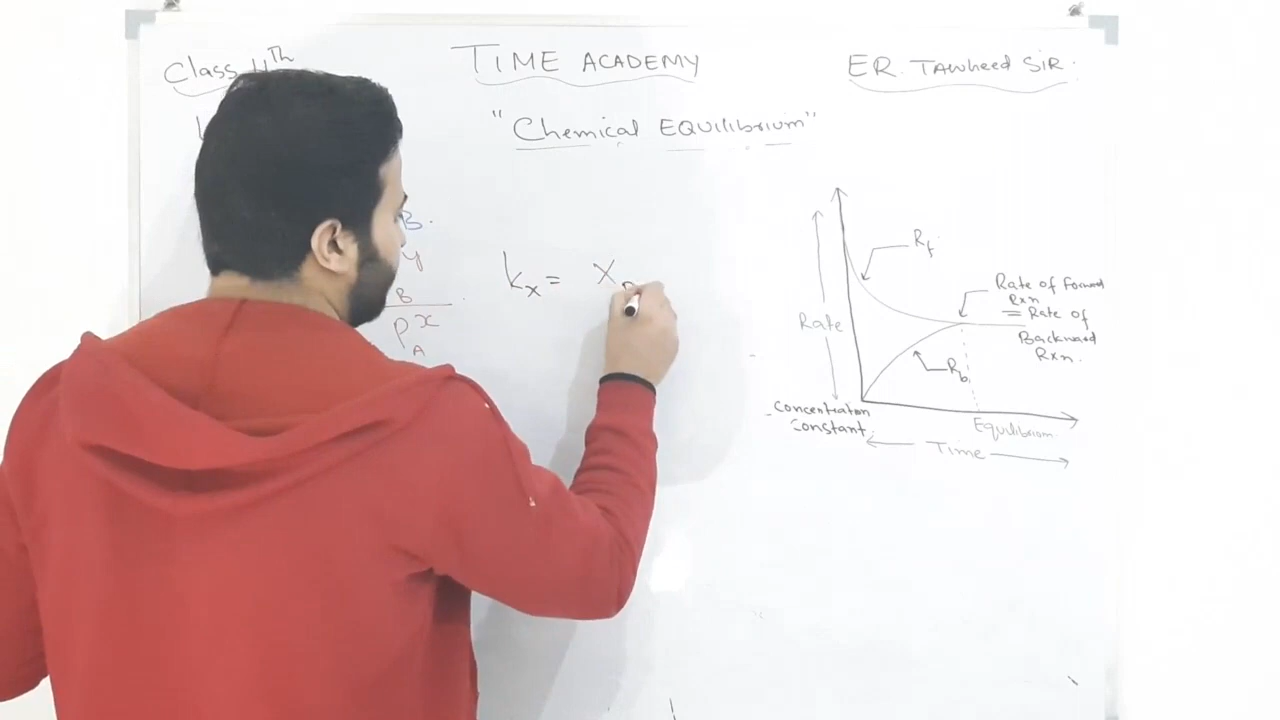 Class 11th
TIME ACADEMY
ER. TAWHEED SIR.
"Chemical EQUILIBRIUM"
B.
y
B
P A x
Kx = X
Rate
Rf
Rate of Forward
Rxn
= Rate of
Backward
Rxn.
Rb
Concentration
Constant.
Equilibrium.
Time